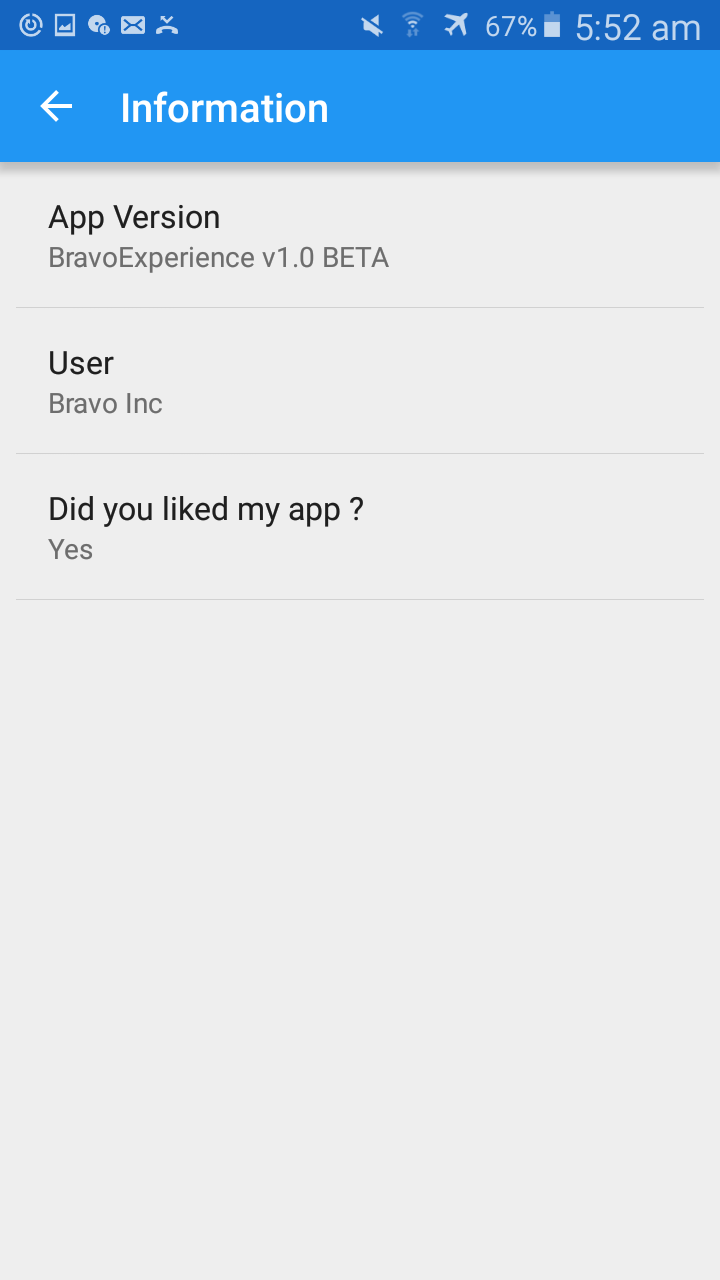 67% 5:52 am
Information
App Version
BravoExperience v1.0 BETA
User
Bravo Inc
Did you liked my app ?
Yes